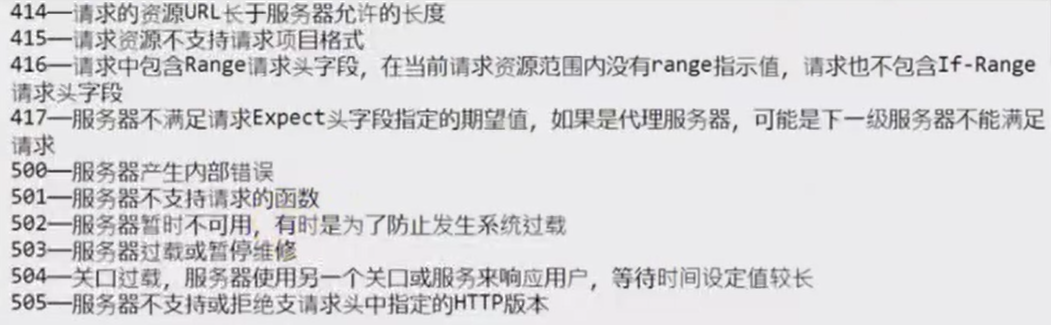 414—请求的资源URL长于服务器允许的长度
415—请求资源不支持请求项目格式
416—请求中包含Range请求头字段，在当前请求资源范围内没有range指示值，请求也不包含If-Range
请求头字段
417—服务器不满足请求Expect头字段指定的期望值，如果是代理服务器，可能是下一级服务器不能满足
请求
500—服务器产生内部错误
501—服务器不支持请求的函数
502—服务器暂时不可用，有时是为了防止发生系统过载
503—服务器过载或暂停维修
504—关口过载，服务器使用另一个关口或服务来响应用户，等待时间设定值较长
505—服务器不支持或拒绝支请求头中指定的HTTP版本